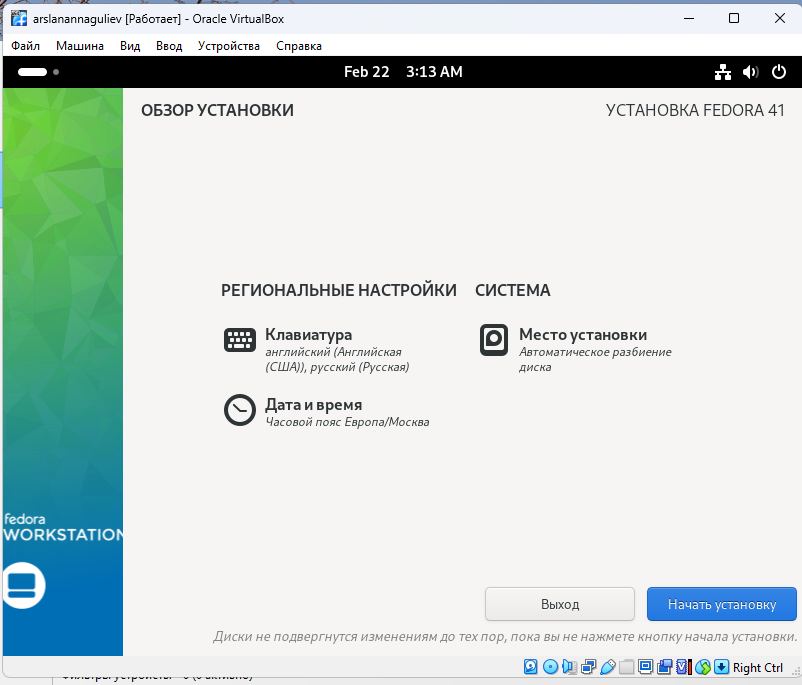 arslanannaguliev [Работает] - Oracle VirtualBox
Файл Машина Вид Ввод Устройства Справка
Feb 22 3:13 AM
ОБЗОР УСТАНОВКИ
УСТАНОВКА FEDORA 41
РЕГИОНАЛЬНЫЕ НАСТРОЙКИ
Клавиатура
английский (Английская
(США)), русский (Русская)
Дата и время
Часовой пояс Европа/Москва
СИСТЕМА
Место установки
Автоматическое разбиение
диска
fedora
WORKSTATION
Выход
Начать установку
Диски не подвергнутся изменениям до тех пор, пока вы не нажмете кнопку начала установки.
Right Ctrl